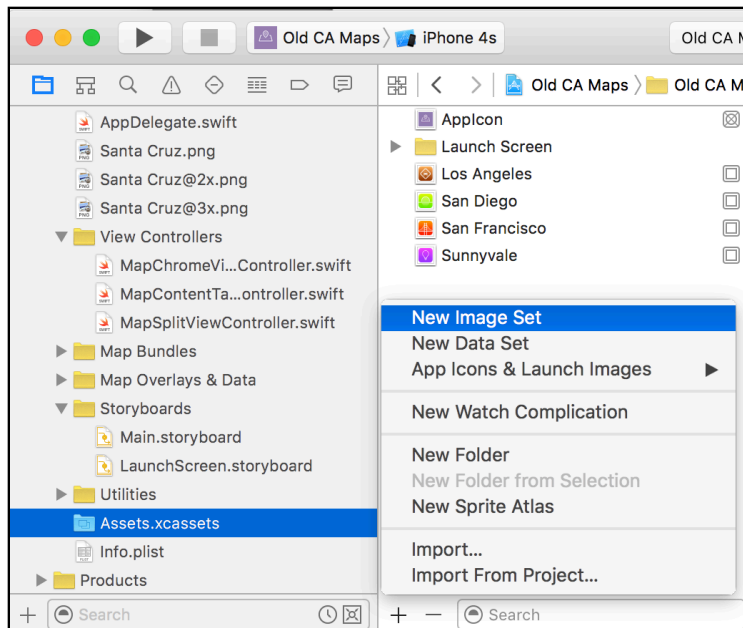 Old CA Maps
iPhone 4s
Old CA M
Old CA Maps
Old CA M
AppDelegate.swift
Santa Cruz.png
Santa Cruz@2x.png
Santa Cruz@3x.png
View Controllers
MapChromeVi...Controller.swift
MapContentTa...ontroller.swift
MapSplitViewController.swift
Map Bundles
Map Overlays & Data
Storyboards
Main.storyboard
LaunchScreen.storyboard
Utilities
Assets.xcassets
Info.plist
Products
Search
AppIcon
Launch Screen
Los Angeles
San Diego
San Francisco
Sunnyvale
New Image Set
New Data Set
App Icons & Launch Images
New Watch Complication
New Folder
New Folder from Selection
New Sprite Atlas
Import...
Import From Project...
Search